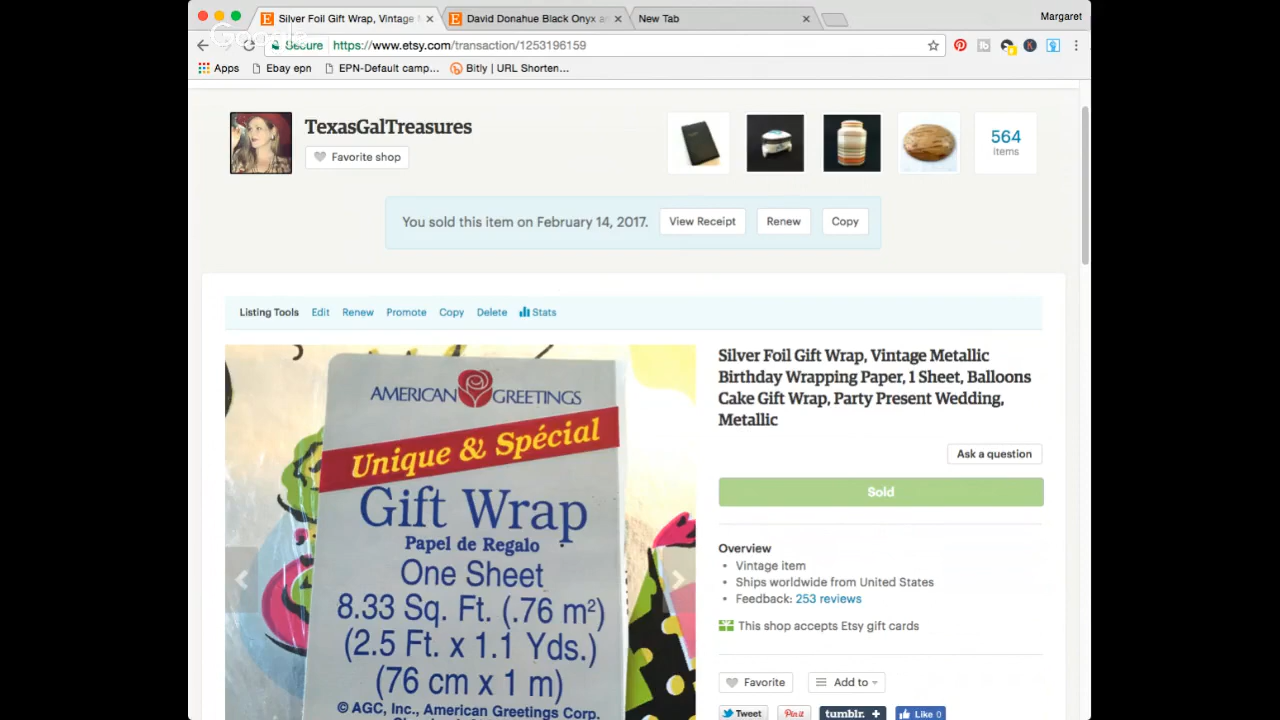 Silver Foil Gift Wrap, Vintage M
David Donahue Black Onyx a
New Tab
Margaret
Google
Secure
https://www.etsy.com/transaction/1253196159
Apps
Ebay epn
EPN-Default camp...
Bitly | URL Shorten...
TexasGalTreasures
Favorite shop
564
items
You sold this item on February 14, 2017.
View Receipt
Renew
Copy
Listing Tools
Edit
Renew
Promote
Copy
Delete
Stats
AMERICAN GREETINGS
Unique & Spécial
Gift Wrap
Papel de Regalo
One Sheet
8.33 Sq. Ft. (.76 m²)
(2.5 Ft. x 1.1 Yds.)
(76 cm x 1 m)
© AGC, Inc., American Greetings Corp.
Silver Foil Gift Wrap, Vintage Metallic
Birthday Wrapping Paper, 1 Sheet, Balloons
Cake Gift Wrap, Party Present Wedding,
Metallic
Ask a question
Sold
Overview
• Vintage item
• Ships worldwide from United States
• Feedback: 253 reviews
This shop accepts Etsy gift cards
Favorite
Add to
Tweet
Pin it
tumblr. +
Like 0